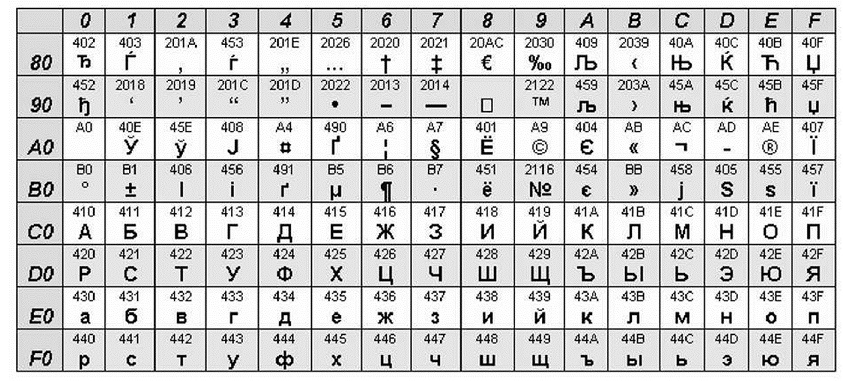 0 1 2 3 4 5 6 7 8 9 A B C D E F
402 403 201A 453 201E 2026 2020 2021 20AC 2030 409 2039 40A 40C 40B 40F
80 Ђ Ѓ ‚ ѓ „ … † ‡ € ‰ Љ ‹ Њ Ќ Ћ Џ
452 2018 2019 201C 201D 2022 2013 2014 2122 459 203A 45A 45C 45B 45F
90 ђ ‘ ’ “ ” • – — □ ™ љ › њ ќ ћ џ
A0 40E 45E 408 A4 490 A6 A7 401 A9 404 AB AC AD AE 407
A0 Ў ў Ј ¤ Ґ ¦ § Ё © Є « ¬ - ® Ї
B0 B1 406 456 491 B5 B6 B7 451 2116 454 BB 458 405 455 457
B0 ° ± І і ґ µ ¶ · ё № є » ј Ѕ ѕ ї
410 411 412 413 414 415 416 417 418 419 41A 41B 41C 41D 41E 41F
C0 А Б В Г Д Е Ж З И Й К Л М Н О П
420 421 422 423 424 425 426 427 428 429 42A 42B 42C 42D 42E 42F
D0 Р С Т У Ф Х Ц Ч Ш Щ Ъ Ы Ь Э Ю Я
430 431 432 433 434 435 436 437 438 439 43A 43B 43C 43D 43E 43F
E0 а б в г д е ж з и й к л м н о п
440 441 442 443 444 445 446 447 448 449 44A 44B 44C 44D 44E 44F
F0 р с т у ф х ц ч ш щ ъ ы ь э ю я